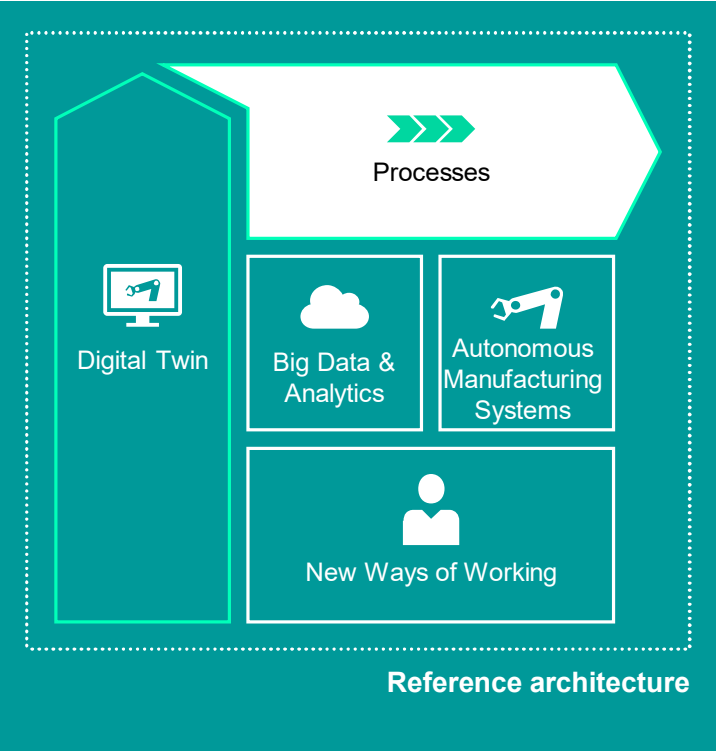 Processes
Digital Twin
Big Data &
Analytics
Autonomous
Manufacturing
Systems
New Ways of Working
Reference architecture